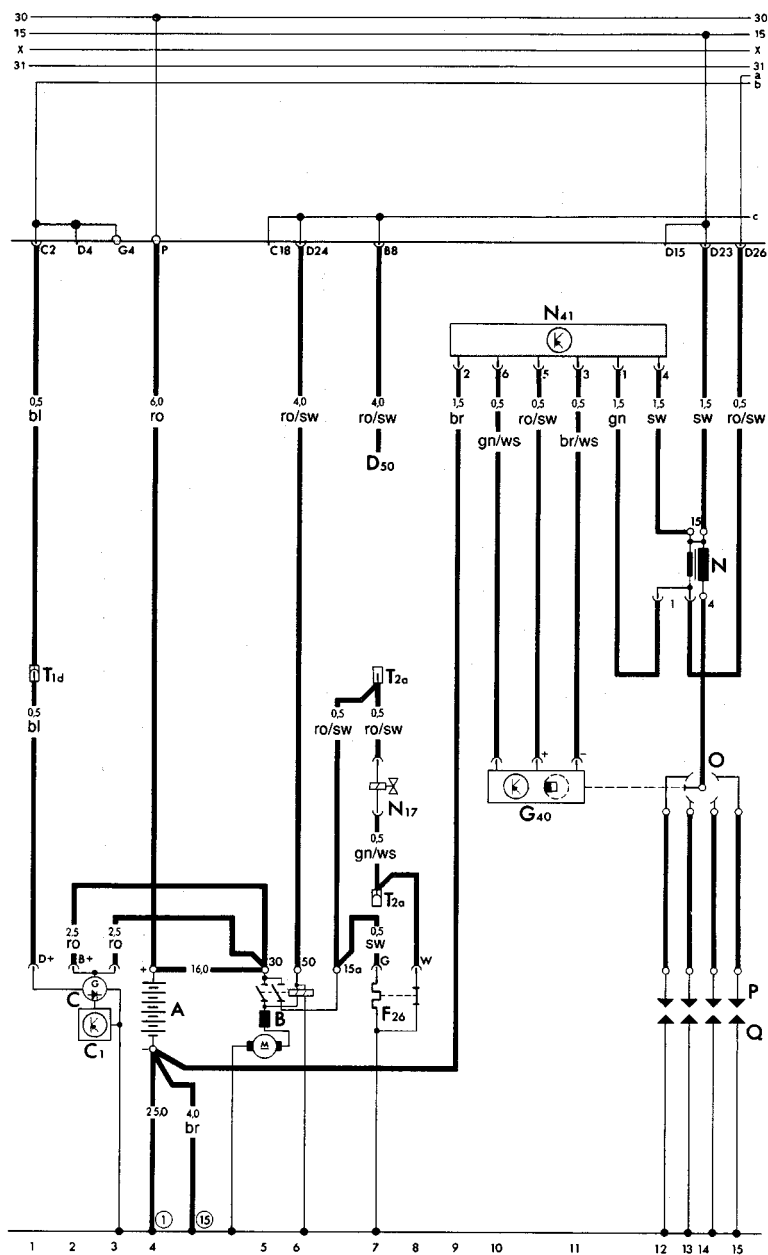 30 30
15 15
X X
31 31
a
b
c
C2 D4 G4 P C18 D24 B8 D15 D23 D26
N41
2 6 5 3 1 4
0,5 6,0 4,0 4,0 1,5 0,5 0,5 0,5 1,5 1,5 1,5 0,5
bl ro ro/sw ro/sw br gn/ws ro/sw br/ws gn sw sw ro/sw
D50
15
N
1 4
T1d T2a
0,5 0,5 0,5
bl ro/sw ro/sw
O
+ −
N17
G40
0,5
gn/ws
T2a
2,5 2,5 0,5
ro ro sw
D+ B+ + 16,0 30 50 15a G W
G
C A B F26
P
C1 M
Q
−
25,0 4,0
br
1 15
1 2 3 4 5 6 7 8 9 10 11 12 13 14 15